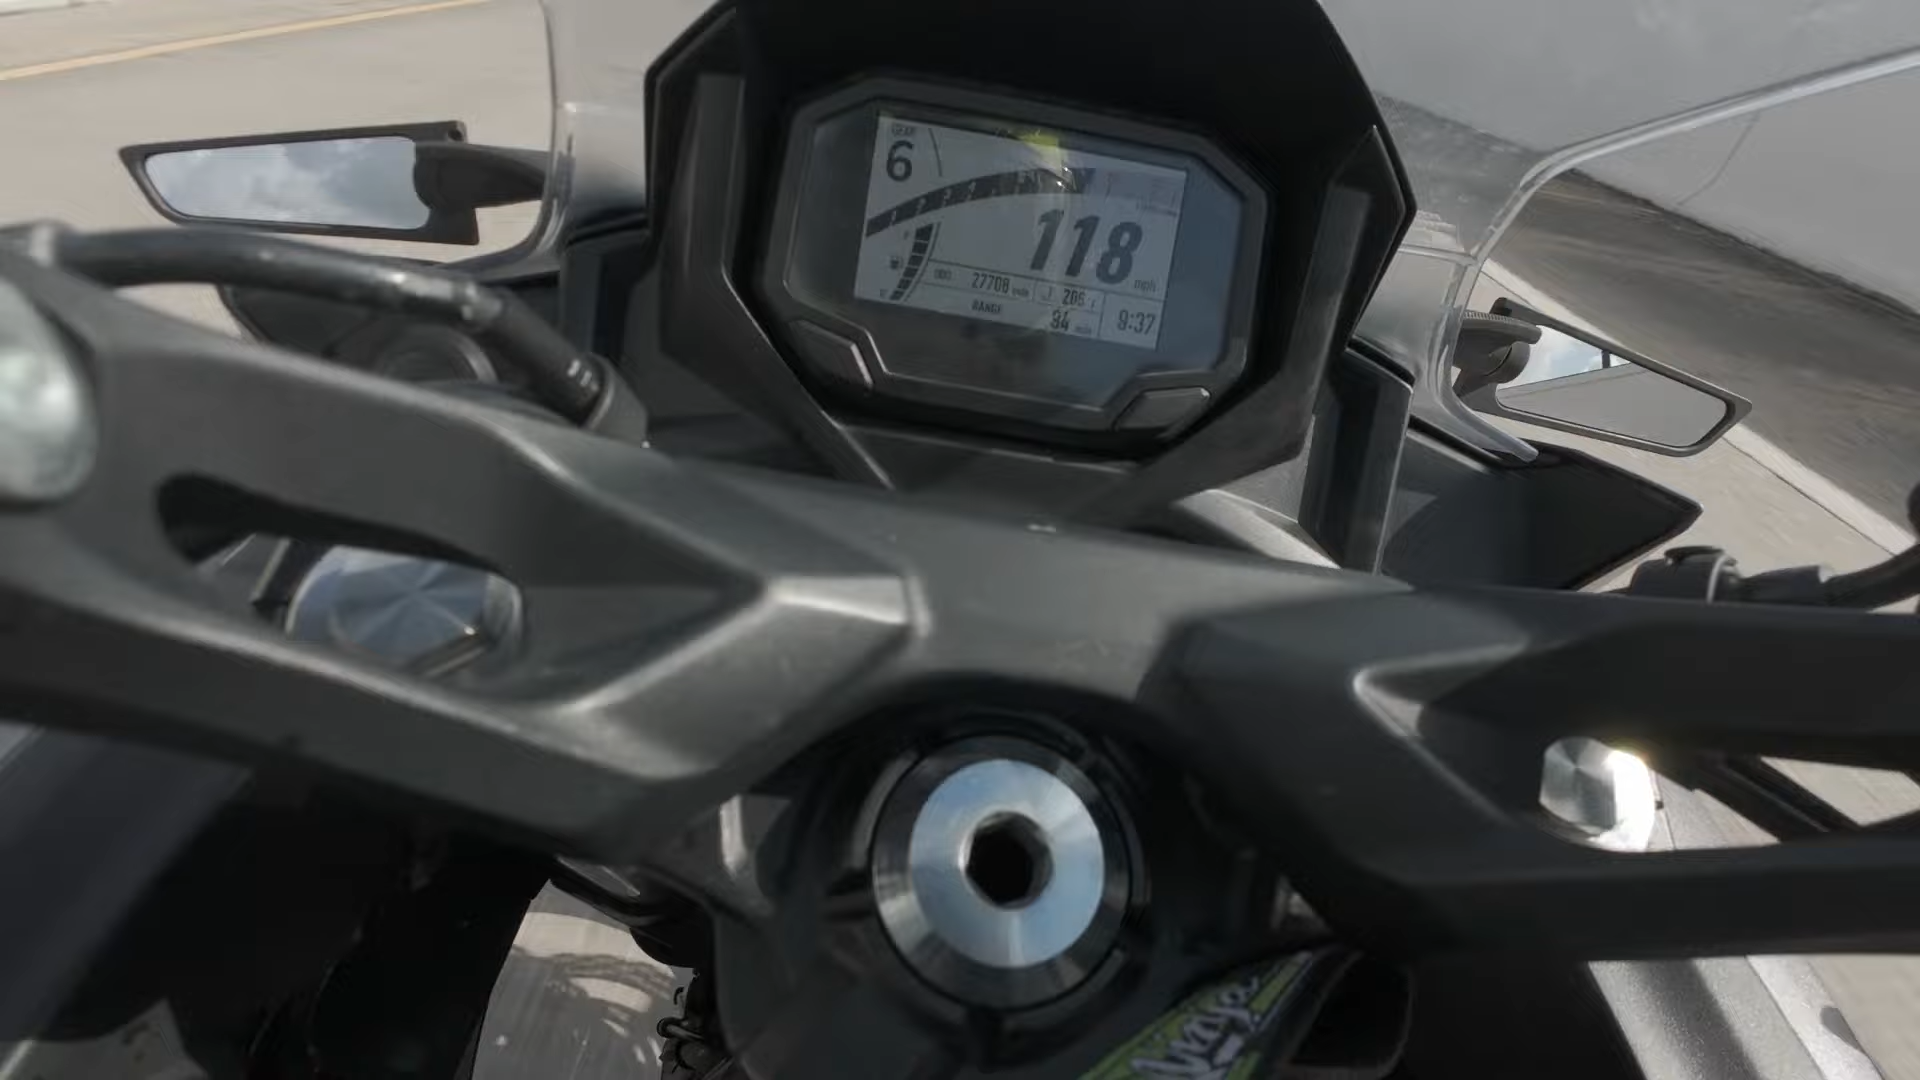 GEAR
6
118 mph
ODO 27708 mile 206 F
RANGE 94 mile 9:37
Ninja